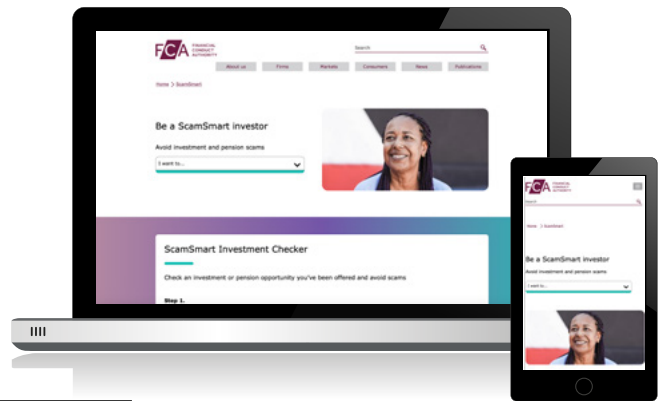 FCA FINANCIAL
CONDUCT
AUTHORITY
Search
About us Firms Markets Consumers News Publications
Home > ScamSmart
Be a ScamSmart investor
Avoid investment and pension scams
I want to...
ScamSmart Investment Checker
Check an investment or pension opportunity you've been offered and avoid scams
Step 1.
FCA FINANCIAL
CONDUCT
AUTHORITY
Search
Home > ScamSmart
Be a ScamSmart investor
Avoid investment and pension scams
I want to...